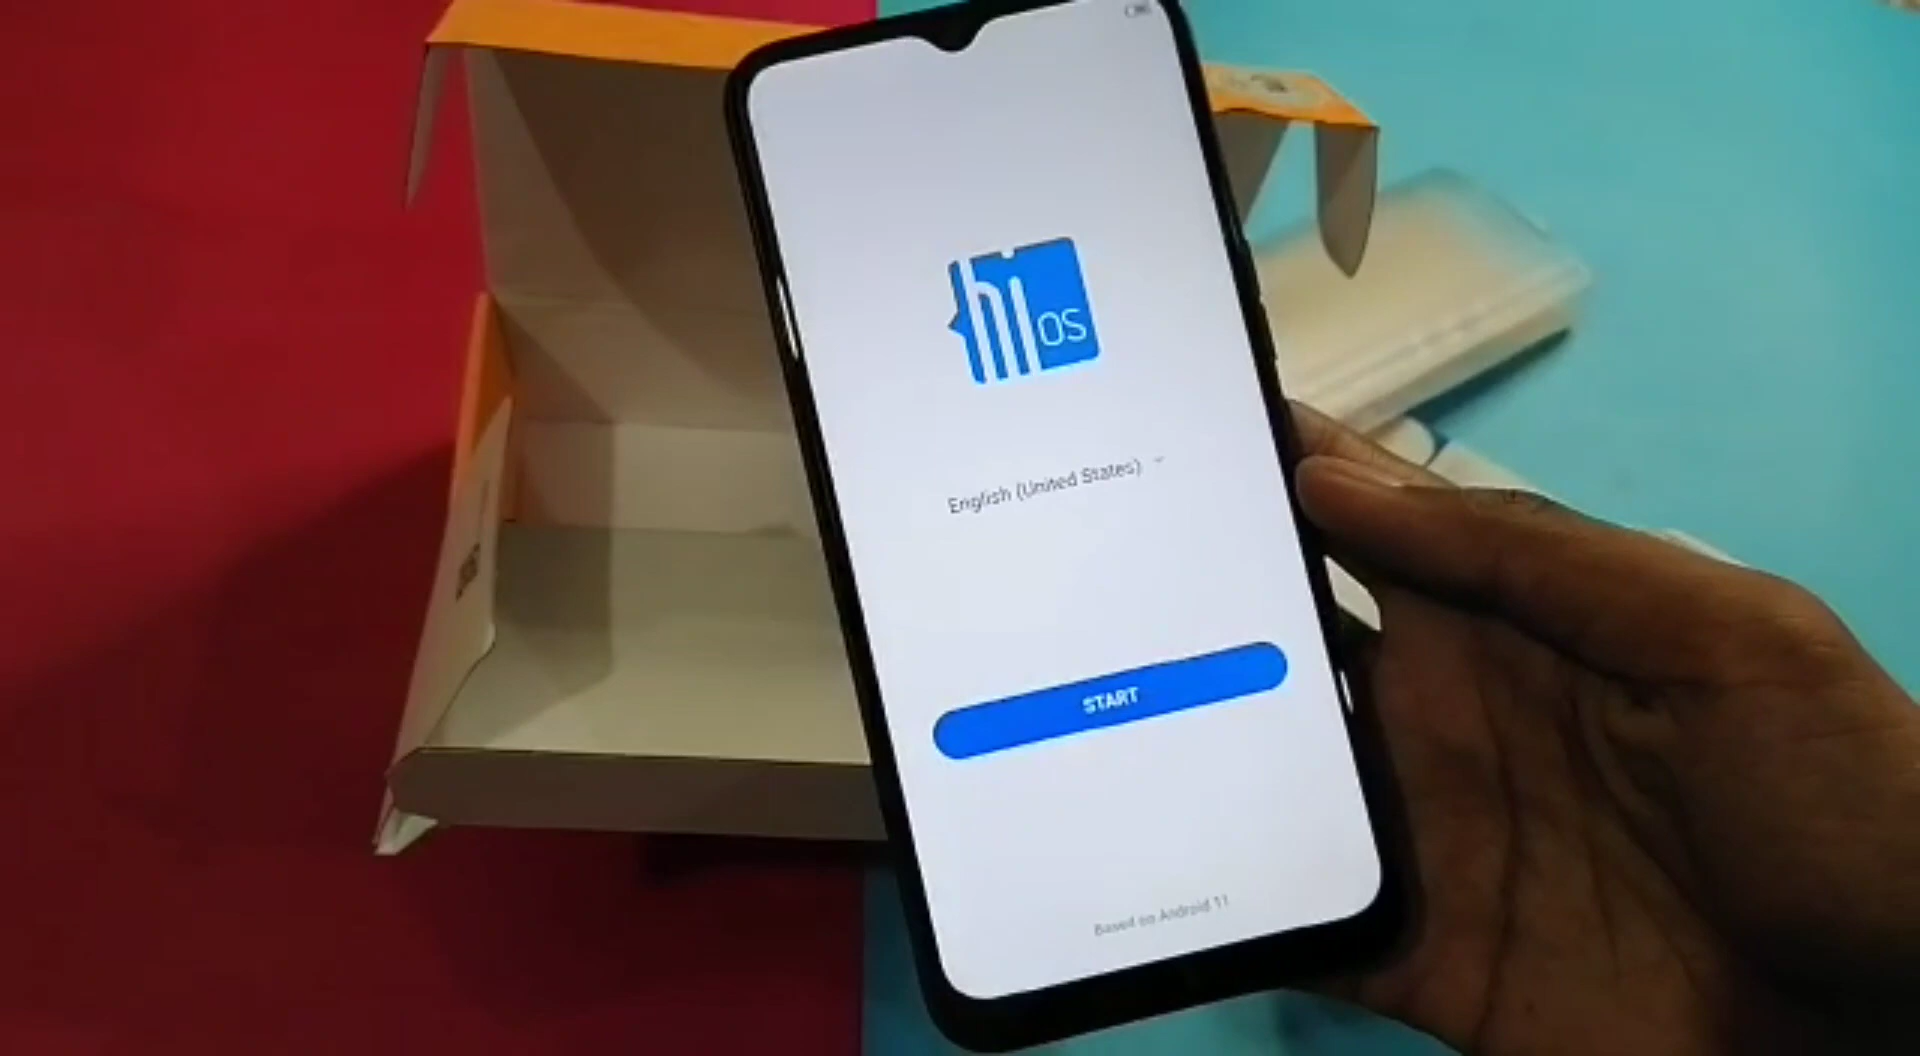 hi
OS
English (United States)
START
Based on Android 11